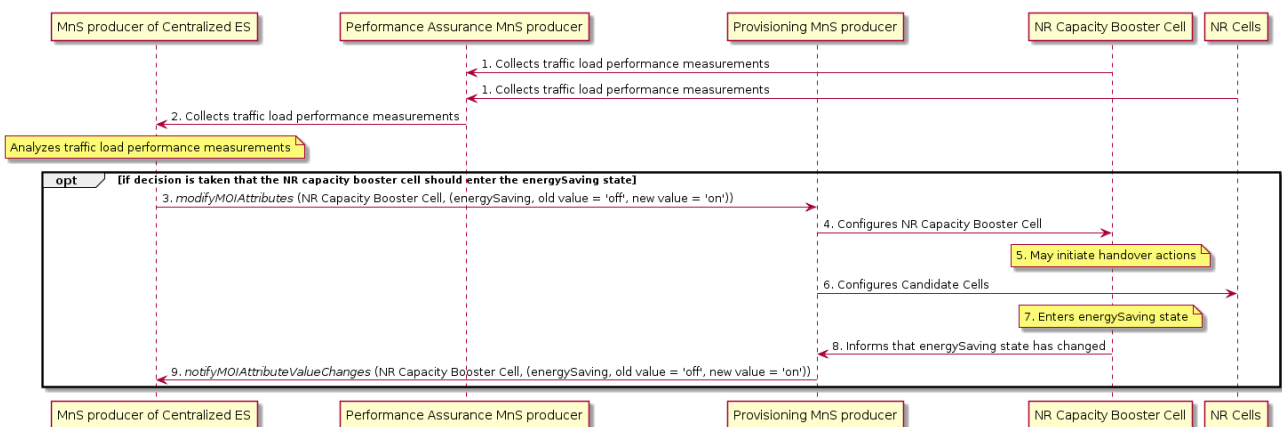 MnS producer of Centralized ES
Performance Assurance MnS producer
Provisioning MnS producer
NR Capacity Booster Cell
NR Cells
1. Collects traffic load performance measurements
1. Collects traffic load performance measurements
2. Collects traffic load performance measurements
Analyzes traffic load performance measurements
opt
[if decision is taken that the NR capacity booster cell should enter the energySaving state]
3. modifyMOIAttributes (NR Capacity Booster Cell, (energySaving, old value = 'off', new value = 'on'))
4. Configures NR Capacity Booster Cell
5. May initiate handover actions
6. Configures Candidate Cells
7. Enters energySaving state
8. Informs that energySaving state has changed
9. notifyMOIAttributeValueChanges (NR Capacity Booster Cell, (energySaving, old value = 'off', new value = 'on'))
MnS producer of Centralized ES
Performance Assurance MnS producer
Provisioning MnS producer
NR Capacity Booster Cell
NR Cells